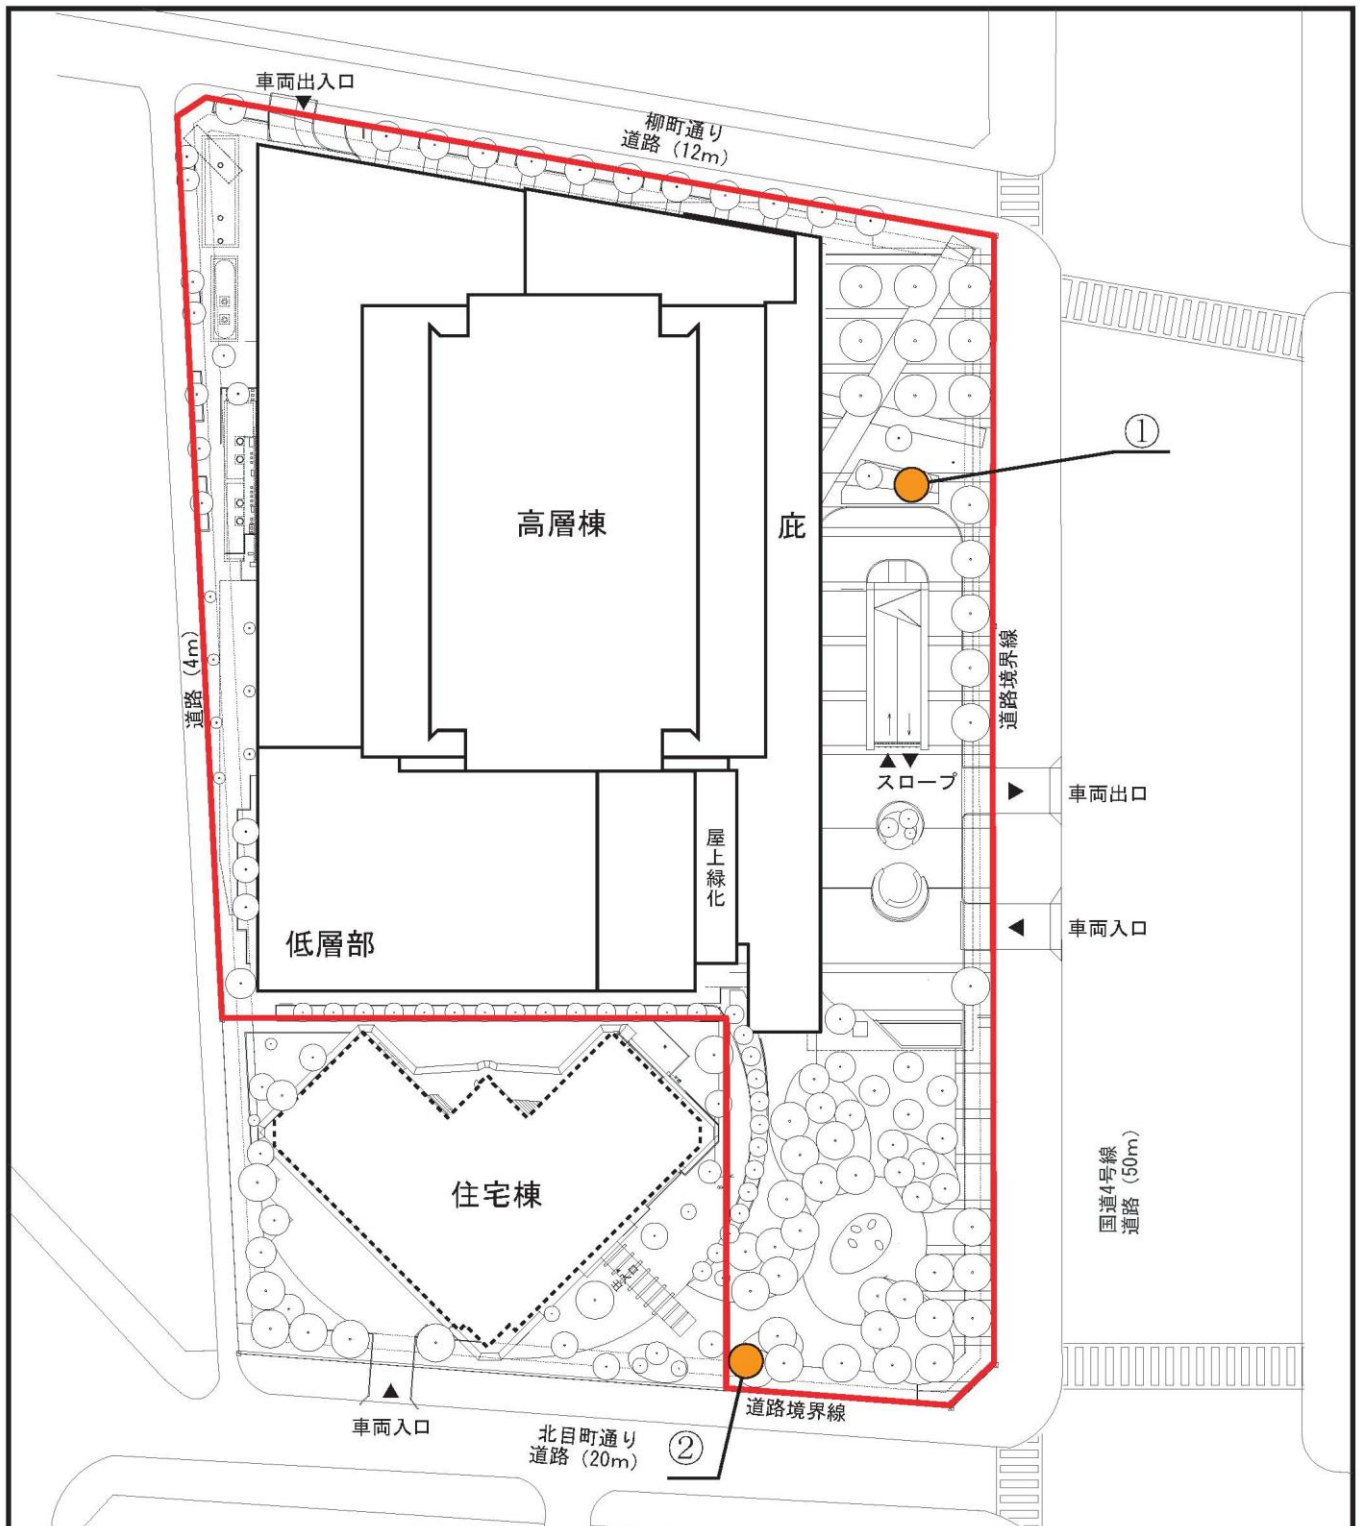 車両出入口
柳町通り
道路（12m）
①
高層棟
庇
道路（4m）
道路境界線
スロープ
車両出口
屋上緑化
車両入口
低層部
住宅棟
国道4号線
道路（50m）
出入口
車両入口
道路境界線
北目町通り
道路（20m）
②